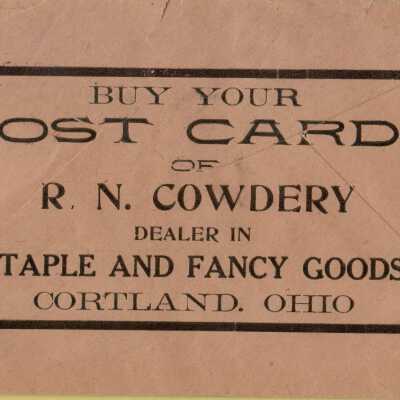 BUY YOUR
OST CARD
OF
R. N. COWDERY
DEALER IN
TAPLE AND FANCY GOODS
CORTLAND. OHIO